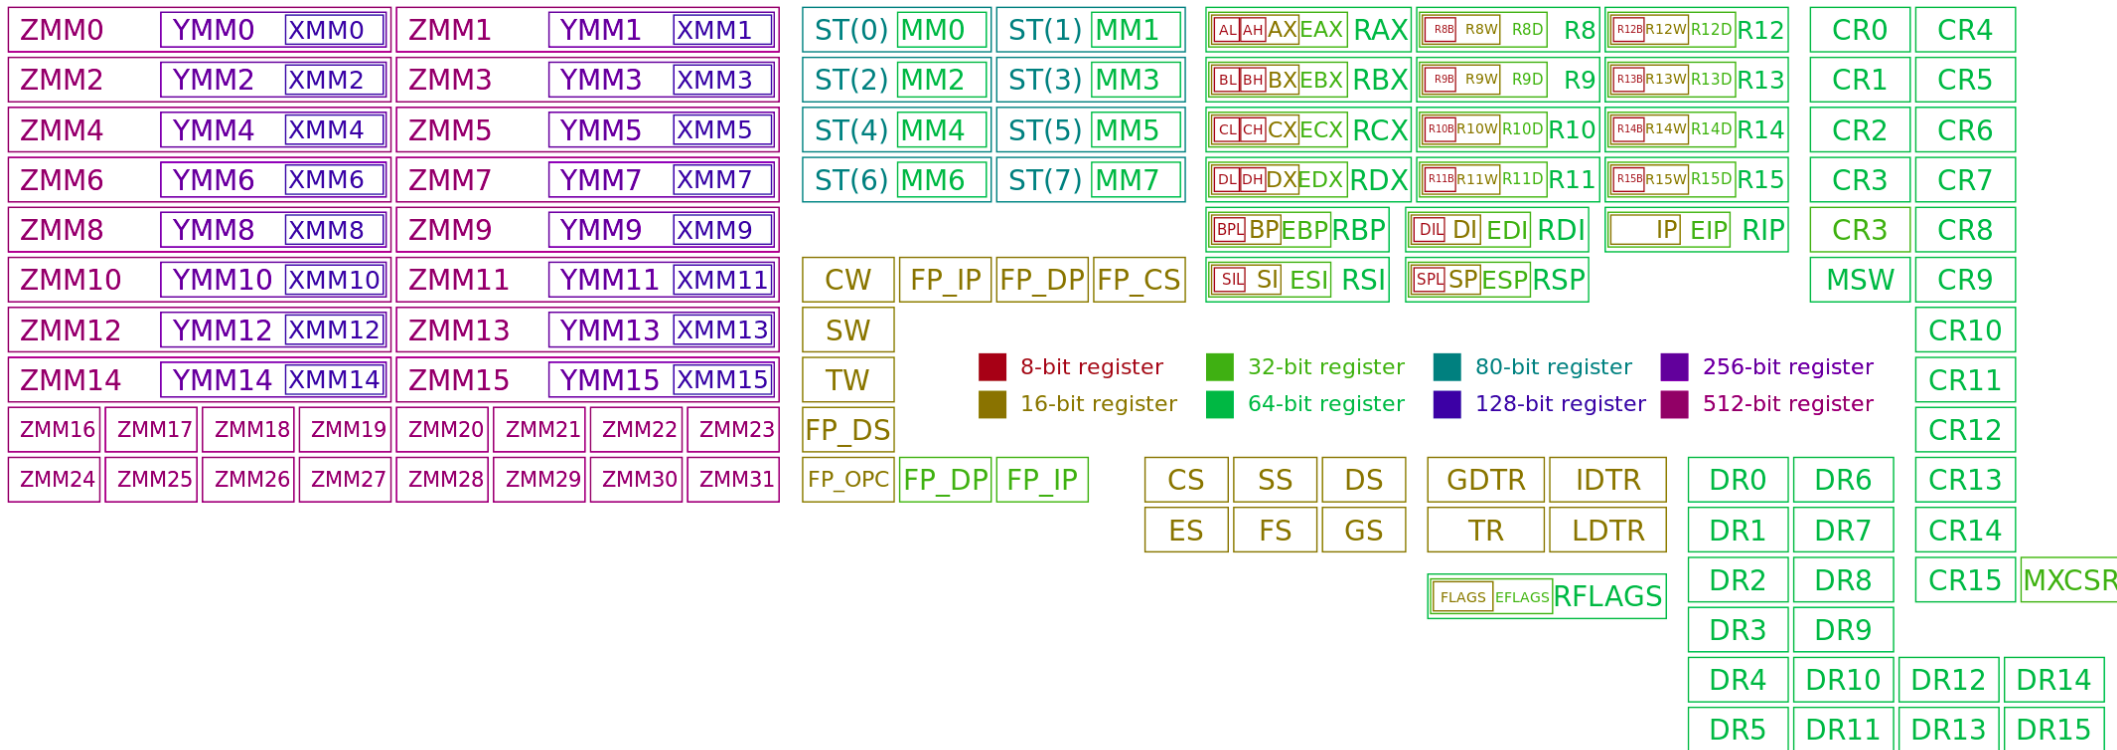 ZMM0 YMM0 XMM0 ZMM1 YMM1 XMM1 ST(0) MM0 ST(1) MM1 AL AH AX EAX RAX R8B R8W R8D R8 R12B R12W R12D R12 CR0 CR4
ZMM2 YMM2 XMM2 ZMM3 YMM3 XMM3 ST(2) MM2 ST(3) MM3 BL BH BX EBX RBX R9B R9W R9D R9 R13B R13W R13D R13 CR1 CR5
ZMM4 YMM4 XMM4 ZMM5 YMM5 XMM5 ST(4) MM4 ST(5) MM5 CL CH CX ECX RCX R10B R10W R10D R10 R14B R14W R14D R14 CR2 CR6
ZMM6 YMM6 XMM6 ZMM7 YMM7 XMM7 ST(6) MM6 ST(7) MM7 DL DH DX EDX RDX R11B R11W R11D R11 R15B R15W R15D R15 CR3 CR7
ZMM8 YMM8 XMM8 ZMM9 YMM9 XMM9 BPL BP EBP RBP DIL DI EDI RDI IP EIP RIP CR3 CR8
ZMM10 YMM10 XMM10 ZMM11 YMM11 XMM11 CW FP_IP FP_DP FP_CS SIL SI ESI RSI SPL SP ESP RSP MSW CR9
ZMM12 YMM12 XMM12 ZMM13 YMM13 XMM13 SW CR10
8-bit register 32-bit register 80-bit register 256-bit register
ZMM14 YMM14 XMM14 ZMM15 YMM15 XMM15 TW CR11
16-bit register 64-bit register 128-bit register 512-bit register
ZMM16 ZMM17 ZMM18 ZMM19 ZMM20 ZMM21 ZMM22 ZMM23 FP_DS CR12
ZMM24 ZMM25 ZMM26 ZMM27 ZMM28 ZMM29 ZMM30 ZMM31 FP_OPC FP_DP FP_IP CS SS DS GDTR IDTR DR0 DR6 CR13
ES FS GS TR LDTR DR1 DR7 CR14
DR2 DR8 CR15 MXCSR
FLAGS EFLAGS RFLAGS
DR3 DR9
DR4 DR10 DR12 DR14
DR5 DR11 DR13 DR15